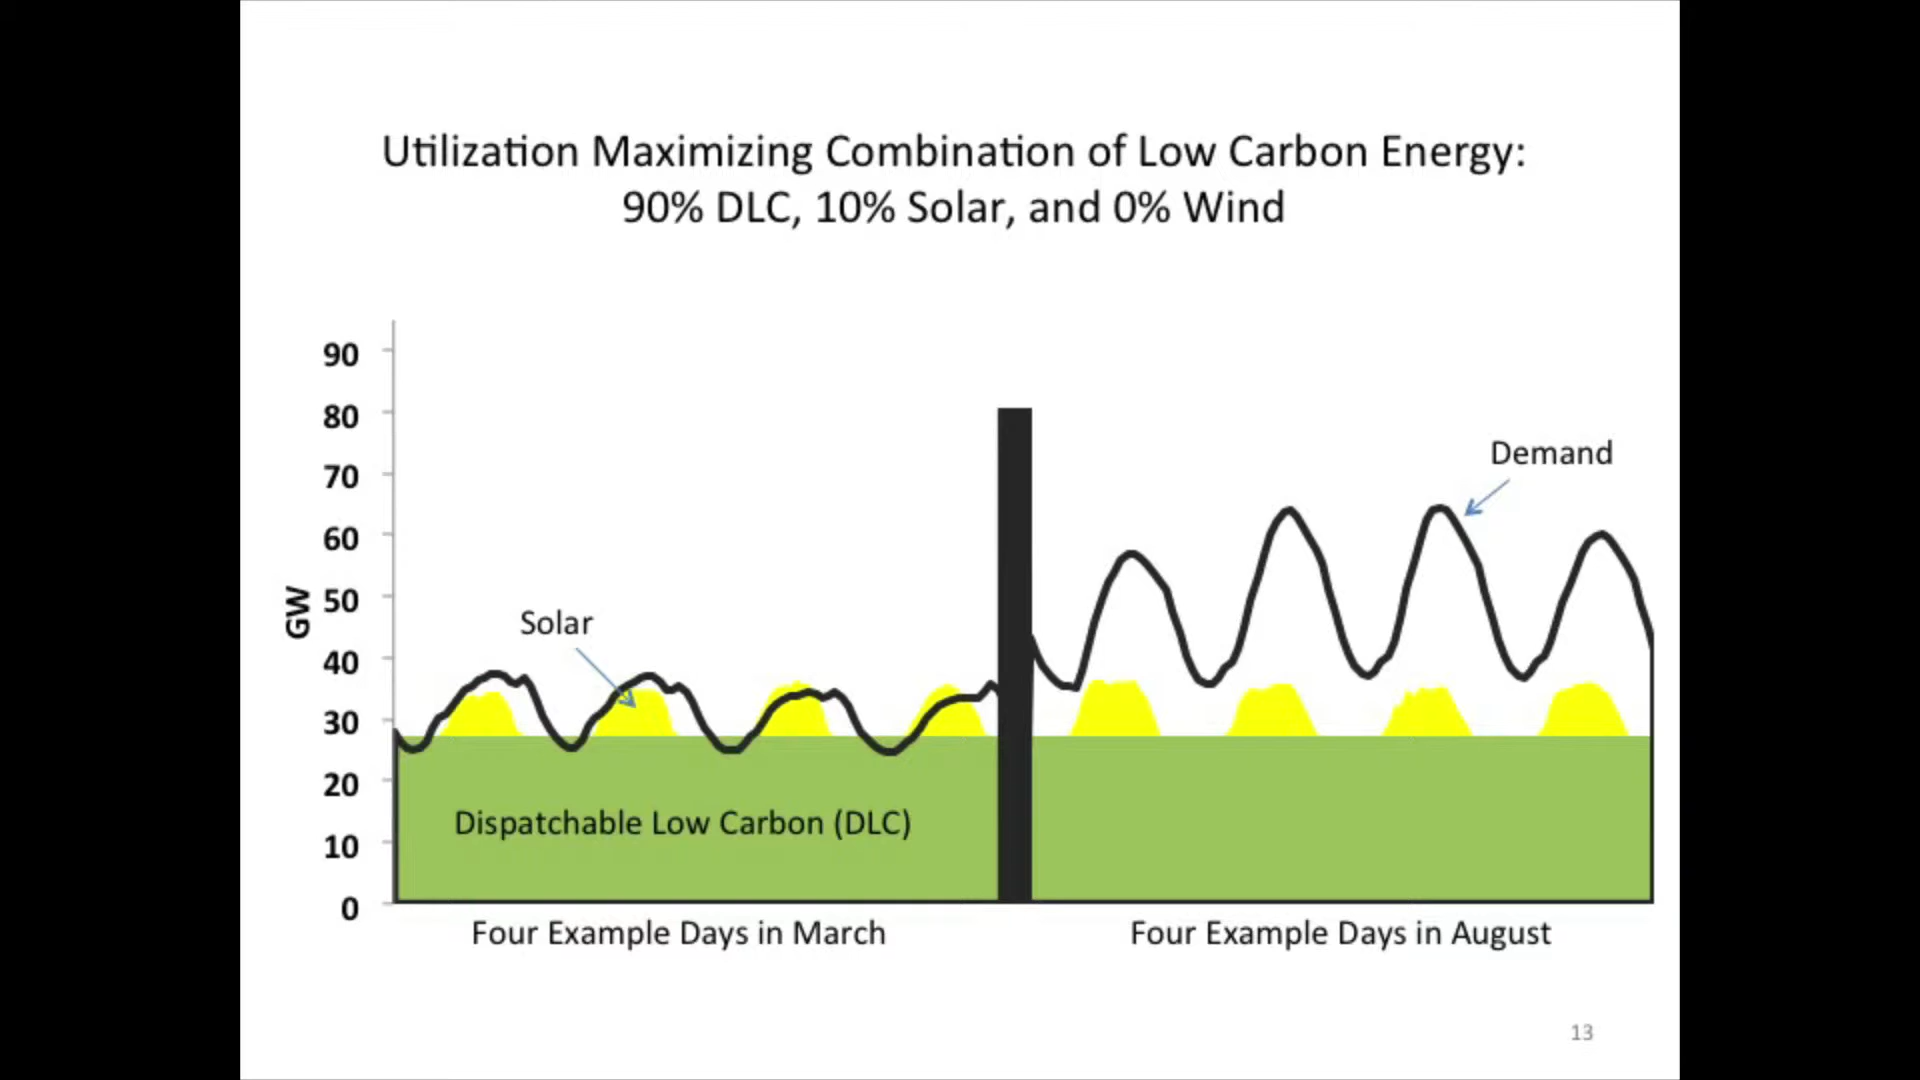 Utilization Maximizing Combination of Low Carbon Energy:
90% DLC, 10% Solar, and 0% Wind
90
80
70
60
50
40
30
20
10
0
GW
Solar
Demand
Dispatchable Low Carbon (DLC)
Four Example Days in March
Four Example Days in August
13